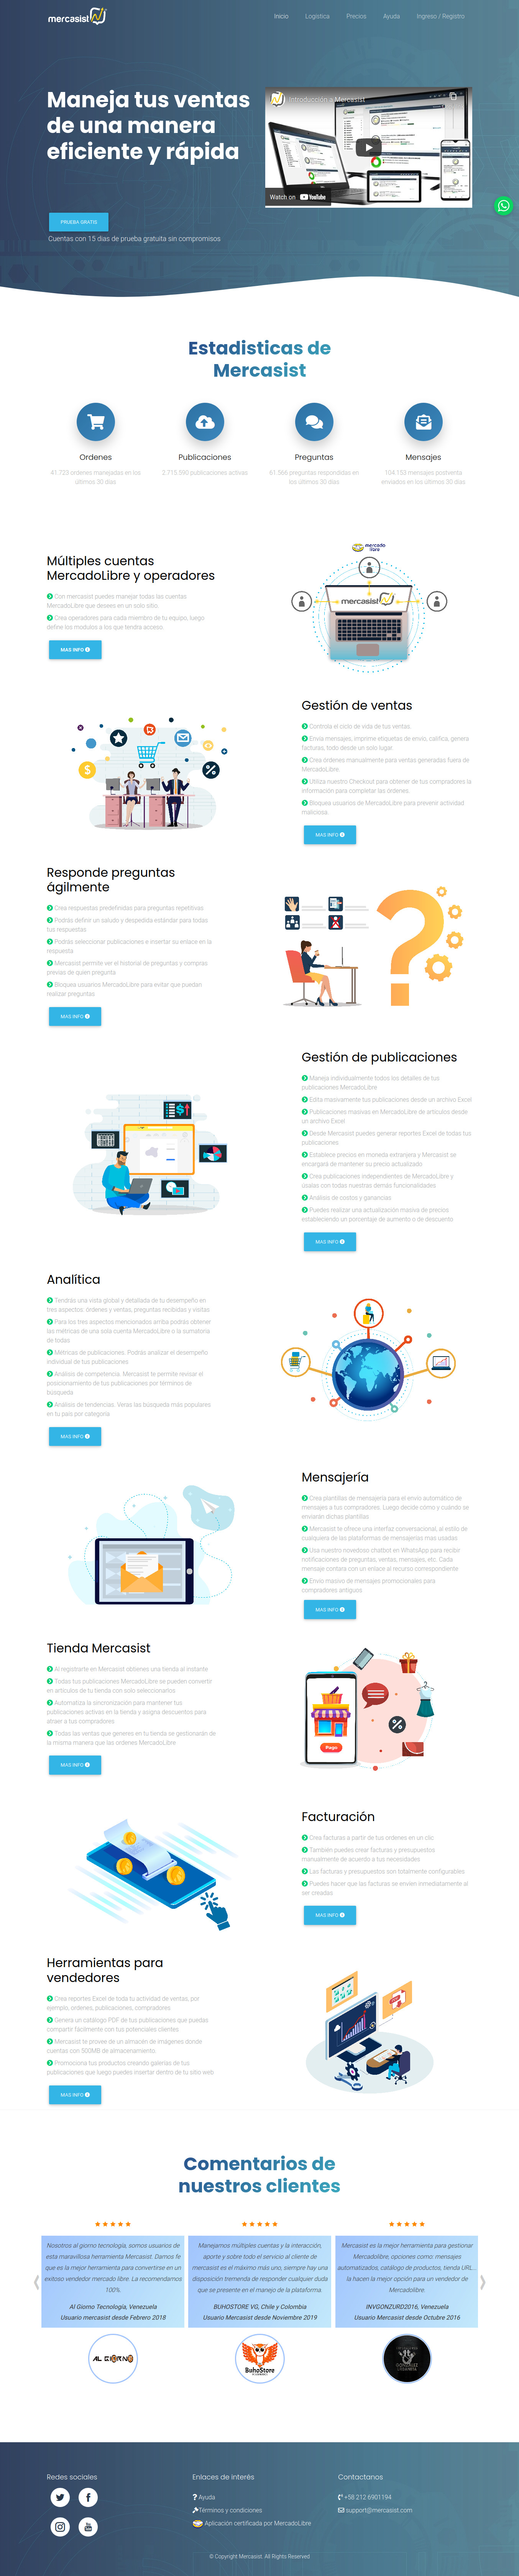 mercasist
Inicio
Logistica
Precios
Ayuda
Ingreso / Registro
Maneja tus ventas
de una manera
eficiente y rápida
Introducción a Mercasist
Watch on YouTube
PRUEBA GRATIS
Cuentas con 15 dias de prueba gratuita sin compromisos
Estadisticas de
Mercasist
Ordenes
41.723 ordenes manejadas en los
últimos 30 días
Publicaciones
2.715.590 publicaciones activas
Preguntas
61.566 preguntas respondidas en
los últimos 30 días
Mensajes
104.153 mensajes postventa
enviados en los últimos 30 días
Múltiples cuentas
MercadoLibre y operadores
Con mercasist puedes manejar todas las cuentas
MercadoLibre que desees en un solo sitio.
Crea operadores para cada miembro de tu equipo, luego
define los modulos a los que tendra acceso.
MAS INFO
mercado
libre
mercasist
Gestión de ventas
Controla el ciclo de vida de tus ventas.
Envia mensajes, imprime etiquetas de envío, califica, genera
facturas, todo desde un solo lugar.
Crea órdenes manualmente para ventas generadas fuera de
MercadoLibre.
Utiliza nuestro Checkout para obtener de tus compradores la
información para completar las órdenes.
Bloquea usuarios de MercadoLibre para prevenir actividad
maliciosa.
MAS INFO
Responde preguntas
ágilmente
Crea respuestas predefinidas para preguntas repetitivas
Podrás definir un saludo y despedida estándar para todas
tus respuestas
Podrás seleccionar publicaciones e insertar su enlace en la
respuesta
Mercasist permite ver el historial de preguntas y compras
previas de quien pregunta
Bloquea usuarios MercadoLibre para evitar que puedan
realizar preguntas
MAS INFO
Gestión de publicaciones
Maneja individualmente todos los detalles de tus
publicaciones MercadoLibre
Edita masivamente tus publicaciones desde un archivo Excel
Publicaciones masivas en MercadoLibre de artículos desde
un archivo Excel
Desde Mercasist puedes generar reportes Excel de todas tus
publicaciones
Establece precios en moneda extranjera y Mercasist se
encargará de mantener su precio actualizado
Crea publicaciones independientes de MercadoLibre y
úsalas con todas nuestras demás funcionalidades
Análisis de costos y ganancias
Puedes realizar una actualización masiva de precios
estableciendo un porcentaje de aumento o de descuento
MAS INFO
Analítica
Tendrás una vista global y detallada de tu desempeño en
tres aspectos: órdenes y ventas, preguntas recibidas y visitas
Para los tres aspectos mencionados arriba podrás obtener
las métricas de una sola cuenta MercadoLibre o la sumatoria
de todas
Métricas de publicaciones. Podrás analizar el desempeño
individual de tus publicaciones
Análisis de competencia. Mercasist te permite revisar el
posicionamiento de tus publicaciones por términos de
búsqueda
Análisis de tendencias. Verás las búsqueda más populares
en tu país por categoría
MAS INFO
Mensajería
Crea plantillas de mensajería para el envío automático de
mensajes a tus compradores. Luego decide cómo y cuándo se
enviarán dichas plantillas
Mercasist te ofrece una interfaz conversacional, al estilo de
cualquiera de las plataformas de mensajerías mas usadas
Usa nuestro novedoso chatbot en WhatsApp para recibir
notificaciones de preguntas, ventas, mensajes, etc. Cada
mensaje contara con un enlace al recurso correspondiente
Envío masivo de mensajes promocionales para
compradores antiguos
MAS INFO
Tienda Mercasist
Al registrarte en Mercasist obtienes una tienda al instante
Todas tus publicaciones MercadoLibre se pueden convertir
en artículos de tu tienda con solo seleccionarlos
Automatiza la sincronización para mantener tus
publicaciones activas en la tienda y asigna descuentos para
atraer a tus compradores
Todas las ventas que generes en tu tienda se gestionarán de
la misma manera que las ordenes MercadoLibre
MAS INFO
Pago
Facturación
Crea facturas a partir de tus ordenes en un clic
También puedes crear facturas y presupuestos
manualmente de acuerdo a tus necesidades
Las facturas y presupuestos son totalmente configurables
Puedes hacer que las facturas se envíen inmediatamente al
ser creadas
MAS INFO
Herramientas para
vendedores
Crea reportes Excel de toda tu actividad de ventas, por
ejemplo, ordenes, publicaciones, compradores.
Genera un catálogo PDF de tus publicaciones que puedas
compartir fácilmente con tus potenciales clientes
Mercasist te provee de un almacén de imágenes donde
cuentas con 500MB de almacenamiento
Promociona tus productos creando galerías de tus
publicaciones que luego puedes insertar dentro de tu sitio web
MAS INFO
Comentarios de
nuestros clientes
Nosotros al giorno tecnología, somos usuarios de
esta maravillosa herramienta Mercasist. Damos fe
que es la mejor herramienta para convertirse en un
exitoso vendedor mercado libre. La recomendamos
100%.
Al Giorno Tecnología, Venezuela
Usuario mercasist desde Febrero 2018
AL GIORNO
Manejamos múltiples cuentas y la interacción,
aporte y sobre todo el servicio al cliente de
mercasist es el máximo más uno, siempre hay una
disposición tremenda de responder cualquier duda
que se presente en el manejo de la plataforma.
BUHOSTORE VG, Chile y Colombia
Usuario Mercasist desde Noviembre 2019
BuhoStore
Mercasist es la mejor herramienta para gestionar
Mercadolibre, opciones como: mensajes
automatizados, catálogo de productos, tienda URL...
la hacen la mejor opción para un vendedor de
Mercadolibre.
INVGONZURD2016, Venezuela
Usuario Mercasist desde Octubre 2016
Redes sociales
Enlaces de interés
Ayuda
Términos y condiciones
Aplicación certificada por MercadoLibre
Contactanos
+58 212 6901194
support@mercasist.com
© Copyright Mercasist. All Rights Reserved